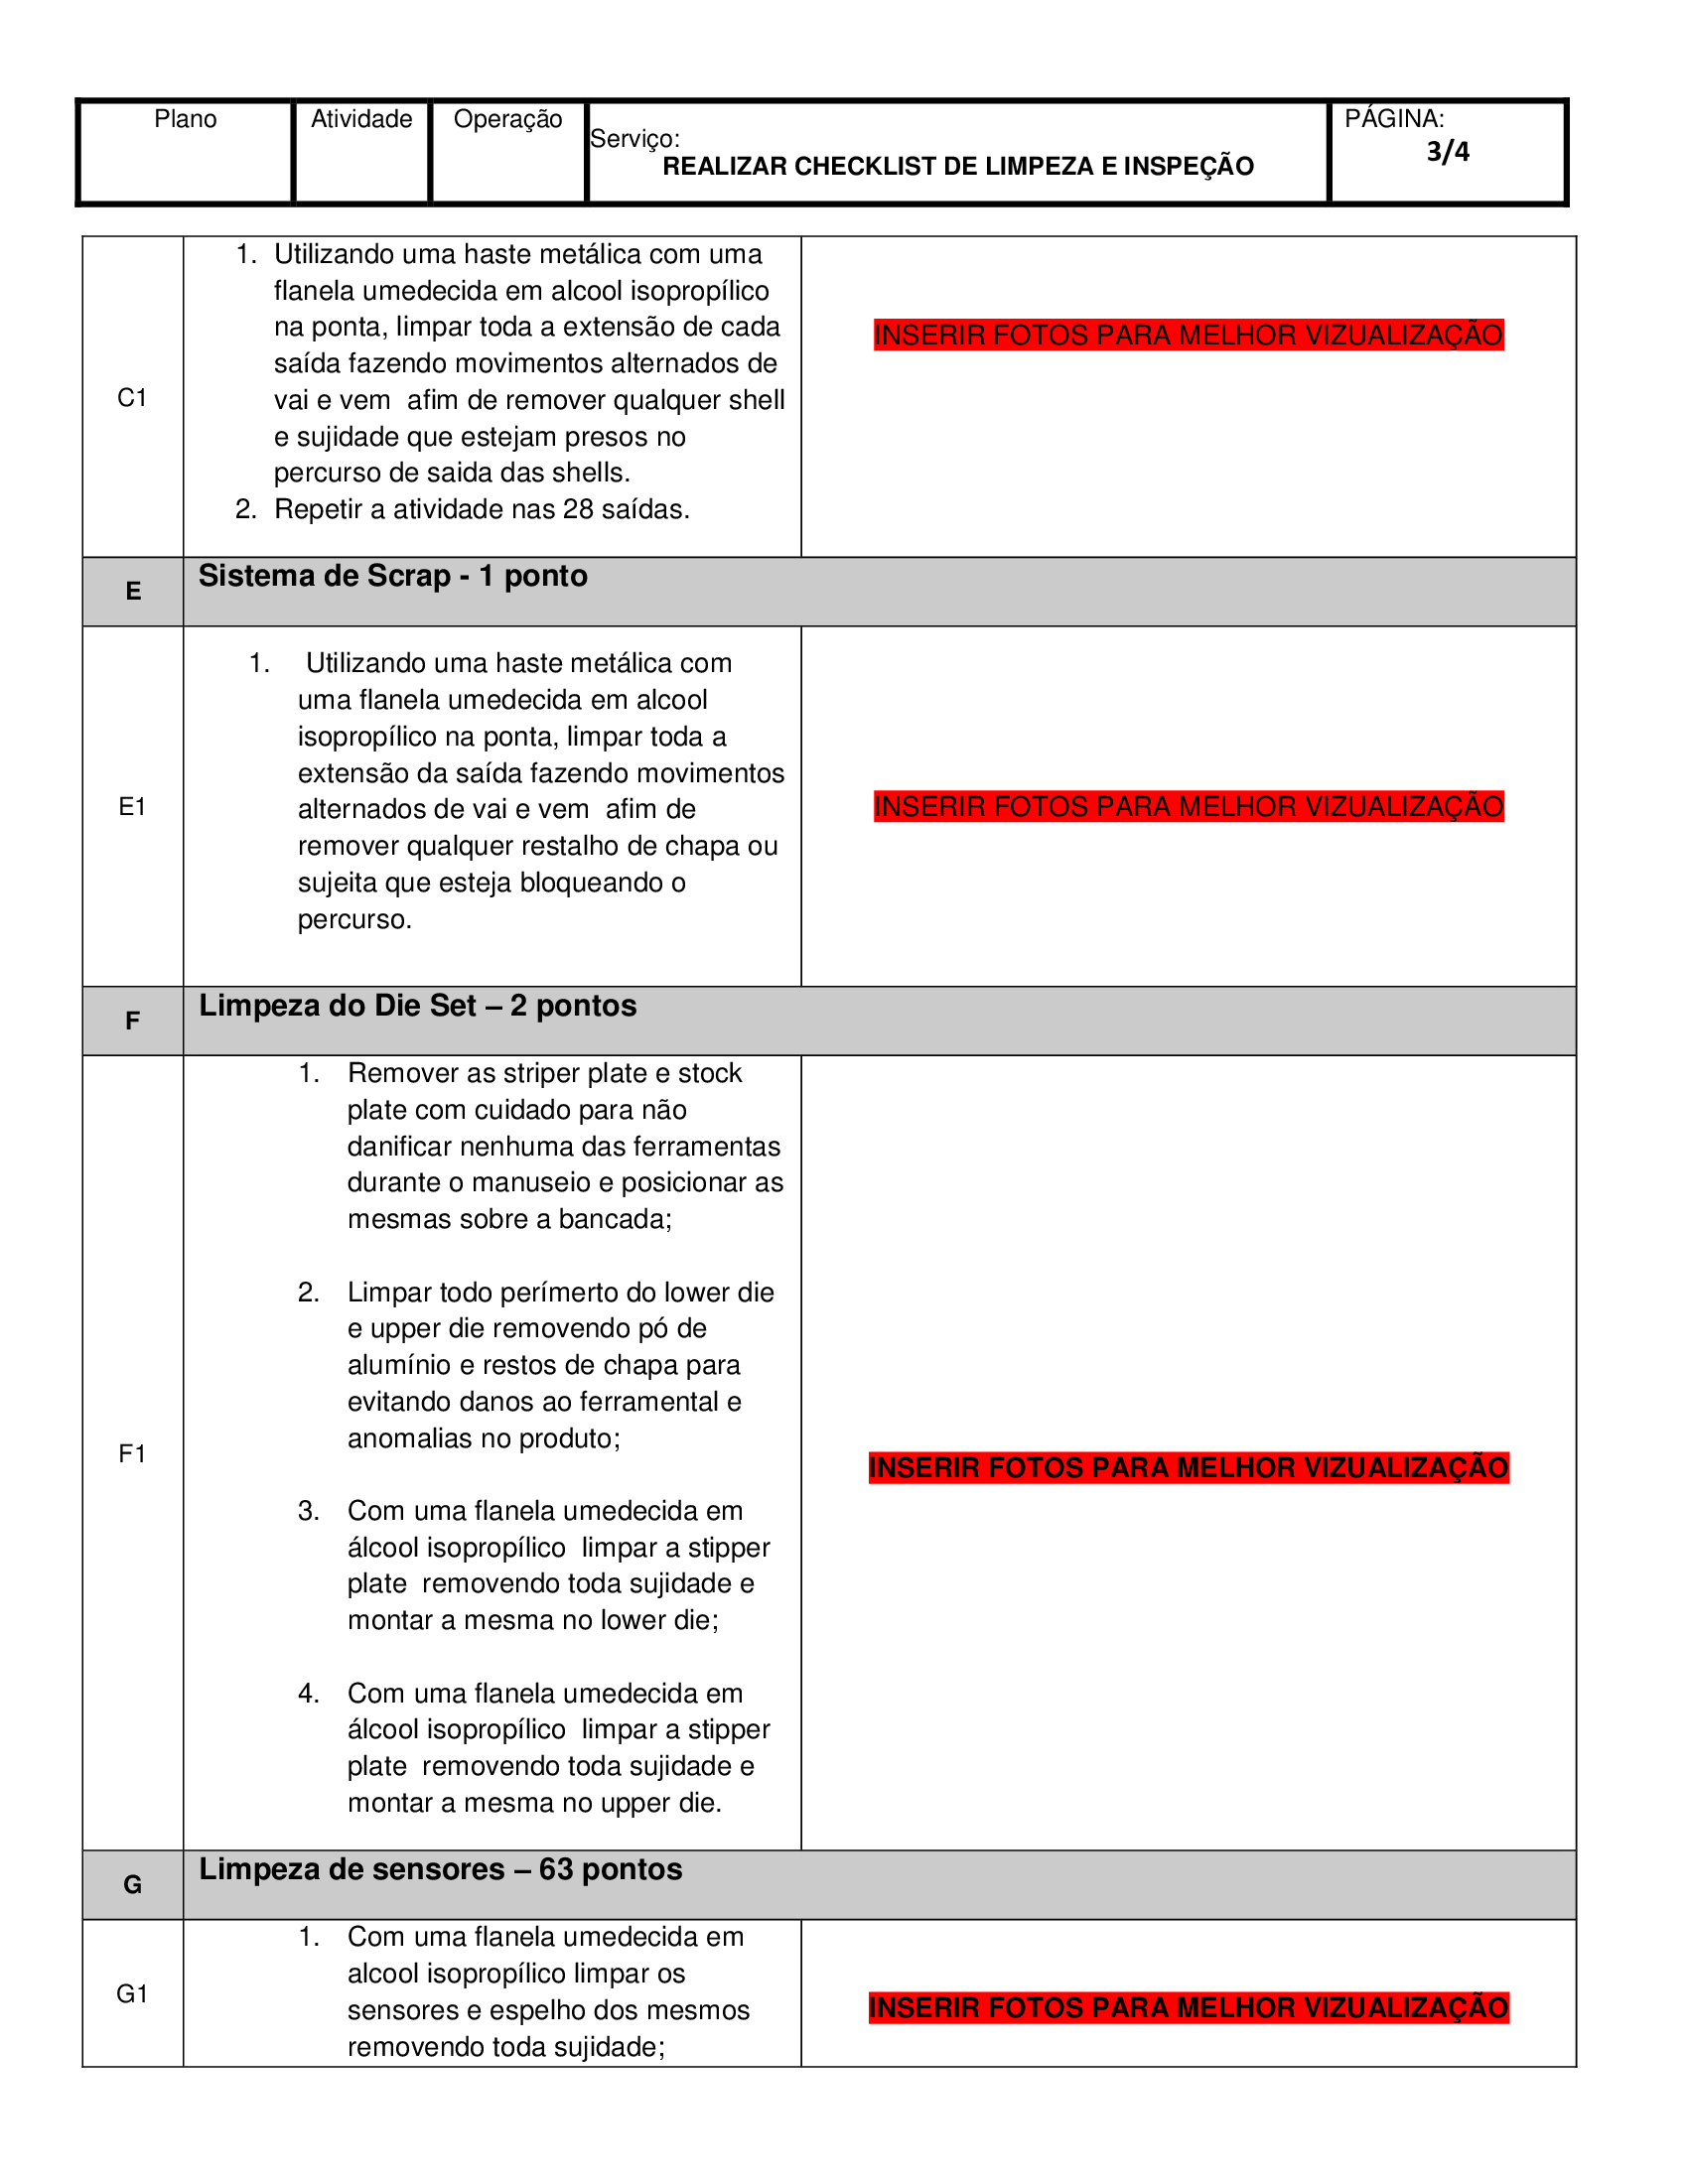 Plano
Atividade
Operação
Serviço:
REALIZAR CHECKLIST DE LIMPEZA E INSPEÇÃO
PÁGINA:
3/4
C1
1. Utilizando uma haste metálica com uma
flanela umedecida em alcool isopropílico
na ponta, limpar toda a extensão de cada
saída fazendo movimentos alternados de
vai e vem  afim de remover qualquer shell
e sujidade que estejam presos no
percurso de saida das shells.
2. Repetir a atividade nas 28 saídas.
INSERIR FOTOS PARA MELHOR VIZUALIZAÇÃO
E
Sistema de Scrap - 1 ponto
E1
1. Utilizando uma haste metálica com
uma flanela umedecida em alcool
isopropílico na ponta, limpar toda a
extensão da saída fazendo movimentos
alternados de vai e vem  afim de
remover qualquer restalho de chapa ou
sujeita que esteja bloqueando o
percurso.
INSERIR FOTOS PARA MELHOR VIZUALIZAÇÃO
F
Limpeza do Die Set – 2 pontos
F1
1. Remover as striper plate e stock
plate com cuidado para não
danificar nenhuma das ferramentas
durante o manuseio e posicionar as
mesmas sobre a bancada;
2. Limpar todo perímerto do lower die
e upper die removendo pó de
alumínio e restos de chapa para
evitando danos ao ferramental e
anomalias no produto;
3. Com uma flanela umedecida em
álcool isopropílico  limpar a stipper
plate  removendo toda sujidade e
montar a mesma no lower die;
4. Com uma flanela umedecida em
álcool isopropílico  limpar a stipper
plate  removendo toda sujidade e
montar a mesma no upper die.
INSERIR FOTOS PARA MELHOR VIZUALIZAÇÃO
G
Limpeza de sensores – 63 pontos
G1
1. Com uma flanela umedecida em
alcool isopropílico limpar os
sensores e espelho dos mesmos
removendo toda sujidade;
INSERIR FOTOS PARA MELHOR VIZUALIZAÇÃO